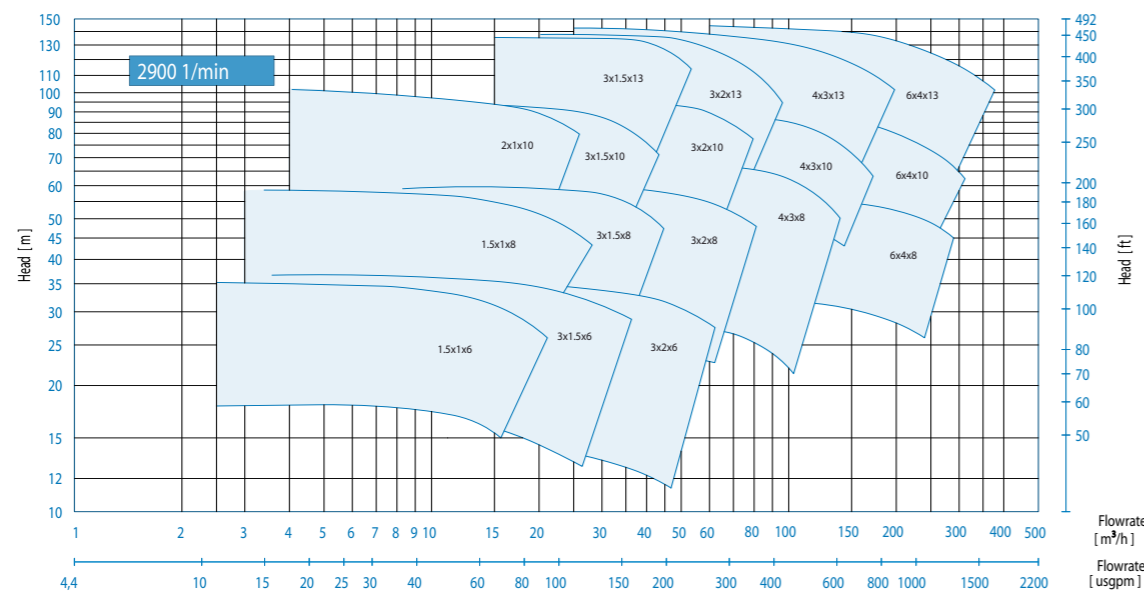 2900 1/min
Head [ m ]
150
130
110
100
90
80
70
60
50
45
40
35
30
25
20
15
12
10
Head [ ft ]
492
450
400
350
300
250
200
180
160
140
120
100
80
70
60
50
3x1.5x13
3x2x13
4x3x13
6x4x13
2x1x10
3x1.5x10
3x2x10
4x3x10
6x4x10
1.5x1x8
3x1.5x8
3x2x8
4x3x8
6x4x8
1.5x1x6
3x1.5x6
3x2x6
1 2 3 4 5 6 7 8 9 10 15 20 30 40 50 60 80 100 150 200 300 400 500
Flowrate
[ m³/h ]
4,4 10 15 20 25 30 40 60 80 100 150 200 300 400 600 800 1000 1500 2200
Flowrate
[ usgpm ]